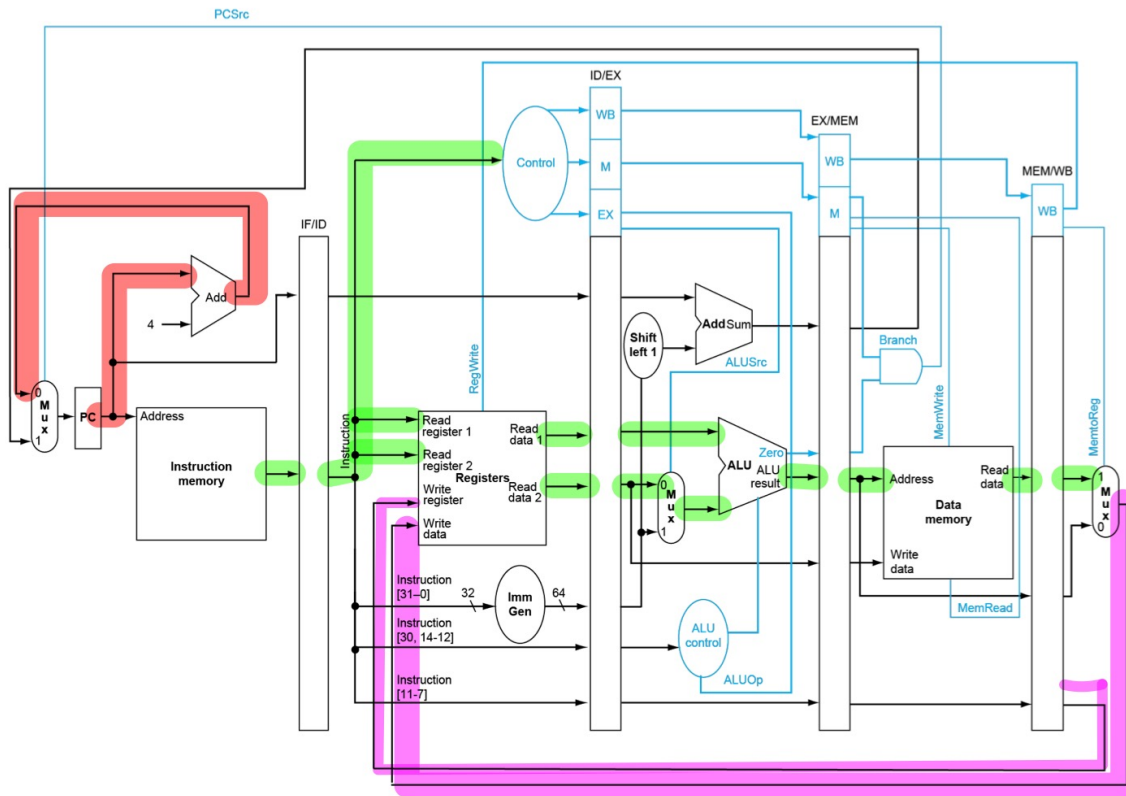 PCSrc
ID/EX
WB
EX/MEM
Control
M
WB
MEM/WB
EX
M
WB
IF/ID
Add
4
Shift
left 1
Add Sum
Branch
RegWrite
ALUSrc
MemWrite
MemtoReg
0
M
u
x
1
PC
Address
Instruction
memory
Instruction
Read
register 1
Read
register 2
Registers
Write
register
Write
data
Read
data 1
Read
data 2
0
M
u
x
1
ALU
Zero
ALU
result
Address
Read
data
Data
memory
Write
data
1
M
u
x
0
MemRead
Instruction
[31–0]
32
Imm
Gen
64
Instruction
[30, 14-12]
ALU
control
ALUOp
Instruction
[11-7]